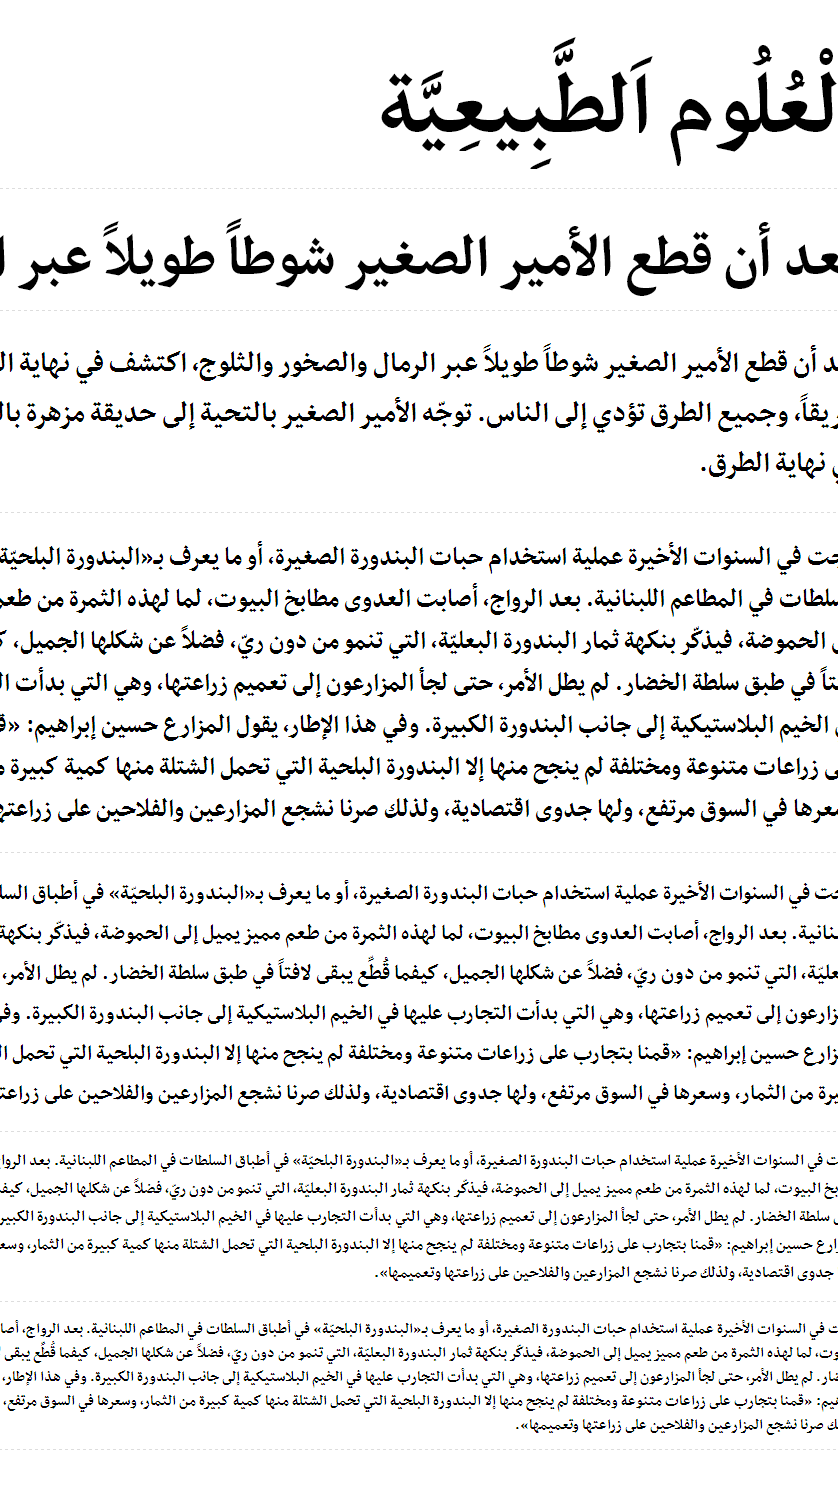 لْعُلُوم اَلطَّبِيعِيَّة
عد أن قطع الأمير الصغير شوطاً طويلاً عبر
د أن قطع الأمير الصغير شوطاً طويلاً عبر الرمال والصخور والثلوج، اكتشف في نهاية
ريقاً، وجميع الطرق تؤدي إلى الناس. توجّه الأمير الصغير بالتحية إلى حديقة مزهرة
ي نهاية الطرق.
جت في السنوات الأخيرة عملية استخدام حبات البندورة الصغيرة، أو ما يعرف بـ«البندورة البلحيّة
سلطات في المطاعم اللبنانية. بعد الرواج، أصابت العدوى مطابخ البيوت، لما لهذه الثمرة من طعم
الحموضة، فيذكّر بنكهة ثمار البندورة البعليّة، التي تنمو من دون ريّ، فضلاً عن شكلها الجميل،
تاً في طبق سلطة الخضار. لم يطل الأمر، حتى لجأ المزارعون إلى تعميم زراعتها، وهي التي بدأت
الخيم البلاستيكية إلى جانب البندورة الكبيرة. وفي هذا الإطار، يقول المزارع حسين إبراهيم:
ى زراعات متنوعة ومختلفة لم ينجح منها إلا البندورة البلحية التي تحمل الشتلة منها كمية كبيرة
عرها في السوق مرتفع، ولها جدوى اقتصادية، ولذلك صرنا نشجع المزارعين والفلاحين على زراعتها
جت في السنوات الأخيرة عملية استخدام حبات البندورة الصغيرة، أو ما يعرف بـ«البندورة البلحيّة» في أطباق
نانية. بعد الرواج، أصابت العدوى مطابخ البيوت، لما لهذه الثمرة من طعم مميز يميل إلى الحموضة، فيذكّر بنكهة
عليّة، التي تنمو من دون ريّ، فضلاً عن شكلها الجميل، كيفما قُطِّع يبقى لافتاً في طبق سلطة الخضار. لم يطل الأمر،
زارعون إلى تعميم زراعتها، وهي التي بدأت التجارب عليها في الخيم البلاستيكية إلى جانب البندورة الكبيرة. وفي
زارع حسين إبراهيم: «قمنا بتجارب على زراعات متنوعة ومختلفة لم ينجح منها إلا البندورة البلحية التي تحمل
يرة من الثمار، وسعرها في السوق مرتفع، ولها جدوى اقتصادية، ولذلك صرنا نشجع المزارعين والفلاحين على
ت في السنوات الأخيرة عملية استخدام حبات البندورة الصغيرة، أو ما يعرف بـ«البندورة البلحيّة» في أطباق السلطات في المطاعم اللبنانية. بعد
خ البيوت، لما لهذه الثمرة من طعم مميز يميل إلى الحموضة، فيذكّر بنكهة ثمار البندورة البعليّة، التي تنمو من دون ريّ، فضلاً عن شكلها الجميل،
سلطة الخضار. لم يطل الأمر، حتى لجأ المزارعون إلى تعميم زراعتها، وهي التي بدأت التجارب عليها في الخيم البلاستيكية إلى جانب البندورة
ارع حسين إبراهيم: «قمنا بتجارب على زراعات متنوعة ومختلفة لم ينجح منها إلا البندورة البلحية التي تحمل الشتلة منها كمية كبيرة من الثمار،
جدوى اقتصادية، ولذلك صرنا نشجع المزارعين والفلاحين على زراعتها وتعميمها».
ت في السنوات الأخيرة عملية استخدام حبات البندورة الصغيرة، أو ما يعرف بـ«البندورة البلحيّة» في أطباق السلطات في المطاعم اللبنانية. بعد الرواج،
وت، لما لهذه الثمرة من طعم مميز يميل إلى الحموضة، فيذكّر بنكهة ثمار البندورة البعليّة، التي تنمو من دون ريّ، فضلاً عن شكلها الجميل، كيفما قُطِّع يبقى
ضار. لم يطل الأمر، حتى لجأ المزارعون إلى تعميم زراعتها، وهي التي بدأت التجارب عليها في الخيم البلاستيكية إلى جانب البندورة الكبيرة. وفي هذا الإطار،
هيم: «قمنا بتجارب على زراعات متنوعة ومختلفة لم ينجح منها إلا البندورة البلحية التي تحمل الشتلة منها كمية كبيرة من الثمار، وسعرها في السوق مرتفع،
ك صرنا نشجع المزارعين والفلاحين على زراعتها وتعميمها».